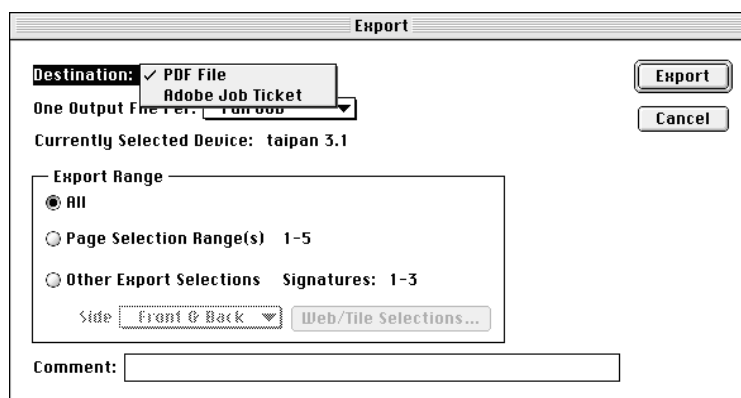 Export
Destination: ✓ PDF File
Adobe Job Ticket
One Output File Per: Full Job
Currently Selected Device: taipan 3.1
Export Range
All
Page Selection Range(s) 1-5
Other Export Selections Signatures: 1-3
Side Front & Back Web/Tile Selections...
Comment:
Export
Cancel